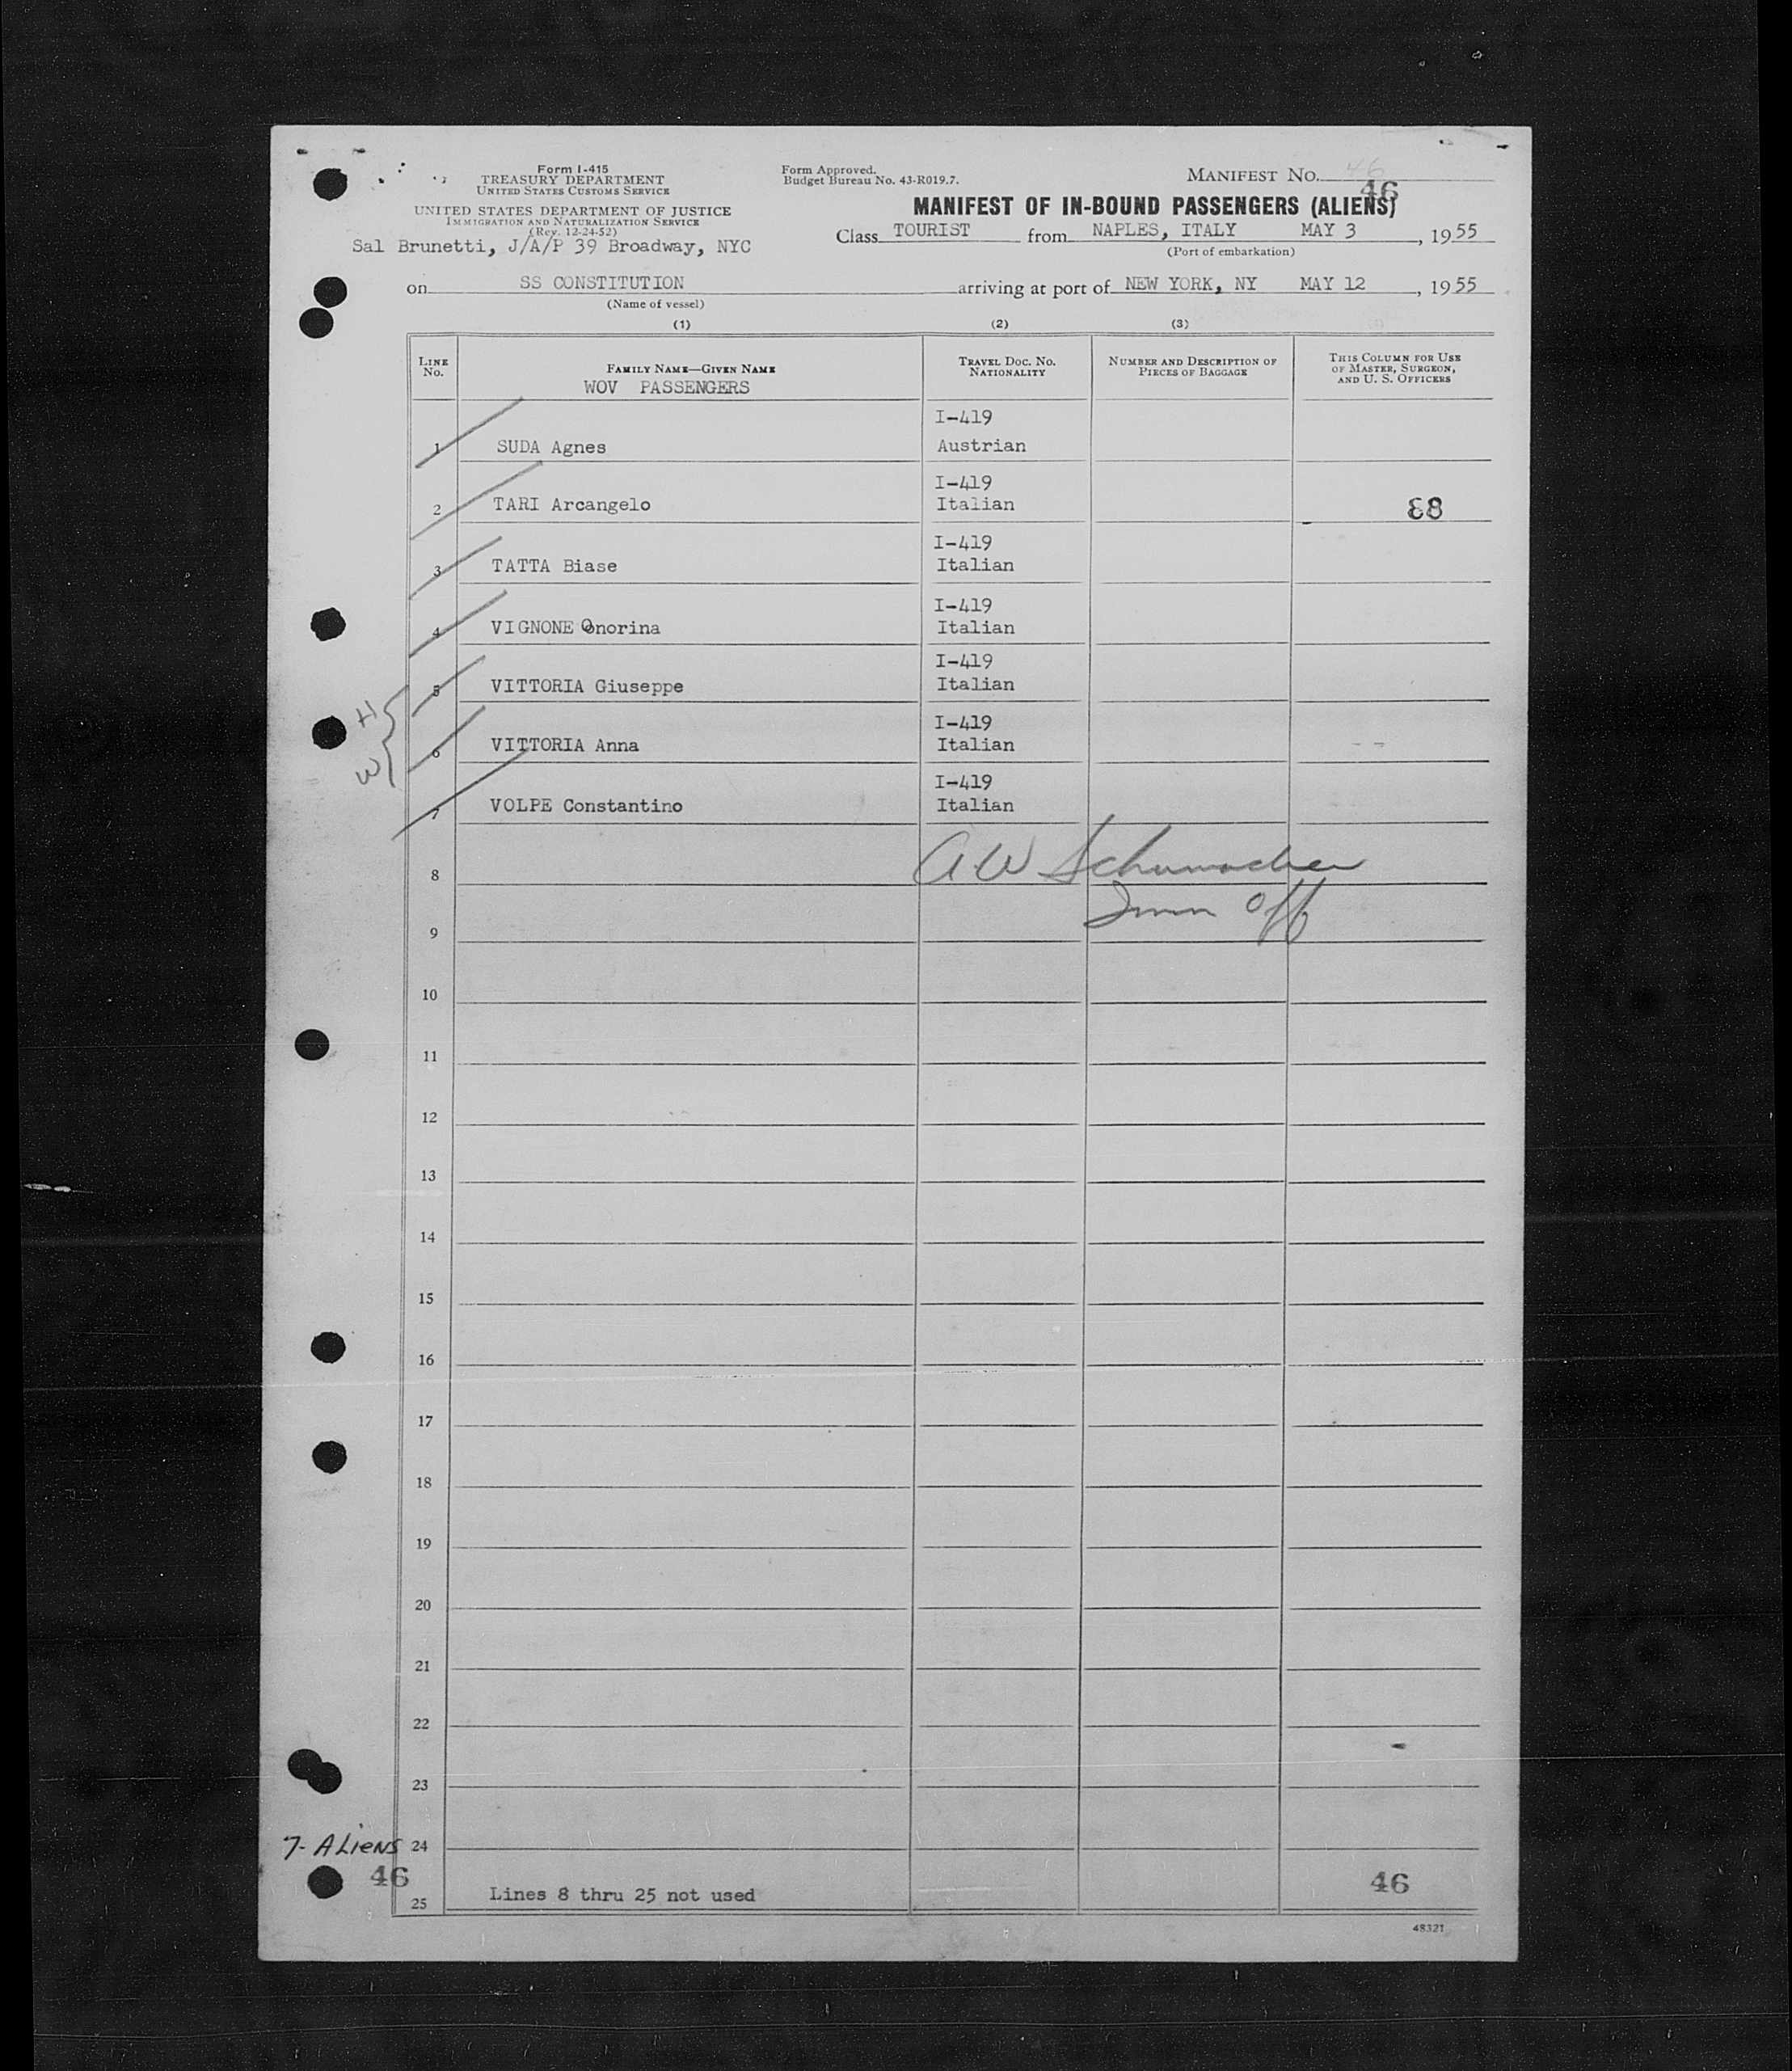 Form I-415
TREASURY DEPARTMENT
UNITED STATES CUSTOMS SERVICE
UNITED STATES DEPARTMENT OF JUSTICE
IMMIGRATION AND NATURALIZATION SERVICE
(Rev. 12-24-52)
Sal Brunetti, J/A/P 39 Broadway, NYC
Form Approved.
Budget Bureau No. 43-R019.7.
MANIFEST NO. 46
46
MANIFEST OF IN-BOUND PASSENGERS (ALIENS)
Class TOURIST from NAPLES, ITALY MAY 3, 1955
(Port of embarkation)
on SS CONSTITUTION arriving at port of NEW YORK, NY MAY 12, 1955
(Name of vessel)
(1) (2) (3)
LINE No.
FAMILY NAME—GIVEN NAME
WOV PASSENGERS
TRAVEL DOC. NO.
NATIONALITY
NUMBER AND DESCRIPTION OF
PIECES OF BAGGAGE
THIS COLUMN FOR USE
OF MASTER, SURGEON,
AND U. S. OFFICERS
I-419
1 SUDA Agnes Austrian
I-419
2 TARI Arcangelo Italian 88
I-419
3 TATTA Biase Italian
I-419
4 VIGNONE Onorina Italian
I-419
H 5 VITTORIA Giuseppe Italian
I-419
W 6 VITTORIA Anna Italian
I-419
7 VOLPE Constantino Italian
8 A W Schumacher
9 Imm Off
10
11
12
13
14
15
16
17
18
19
20
21
22
23
7- ALiENS 24
46 46
25 Lines 8 thru 25 not used
48321